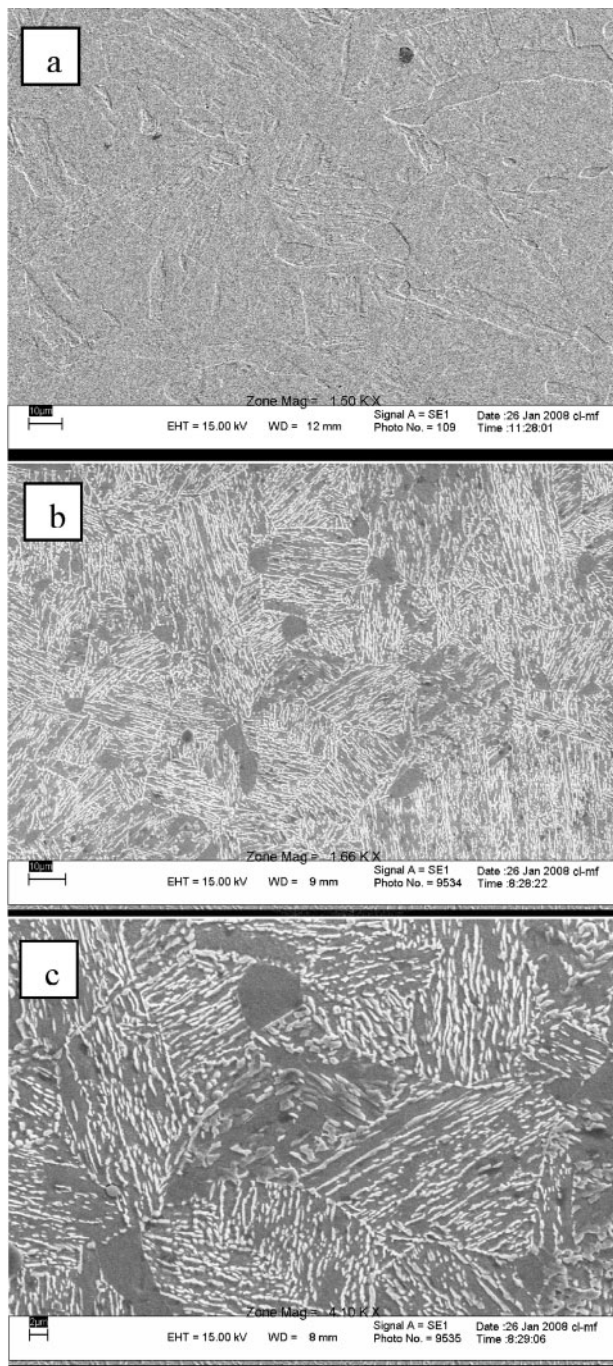 a
Zone Mag = 1.50 K X
10µm
EHT = 15.00 kV WD = 12 mm
Signal A = SE1 Date :26 Jan 2008 cl-mf
Photo No. = 109 Time :11:28:01
b
Zone Mag = 1.66 K X
10µm
EHT = 15.00 kV WD = 9 mm
Signal A = SE1 Date :26 Jan 2008 cl-mf
Photo No. = 9534 Time :8:28:22
c
Zone Mag = 4.10 K X
2µm
EHT = 15.00 kV WD = 8 mm
Signal A = SE1 Date :26 Jan 2008 cl-mf
Photo No. = 9535 Time :8:29:06